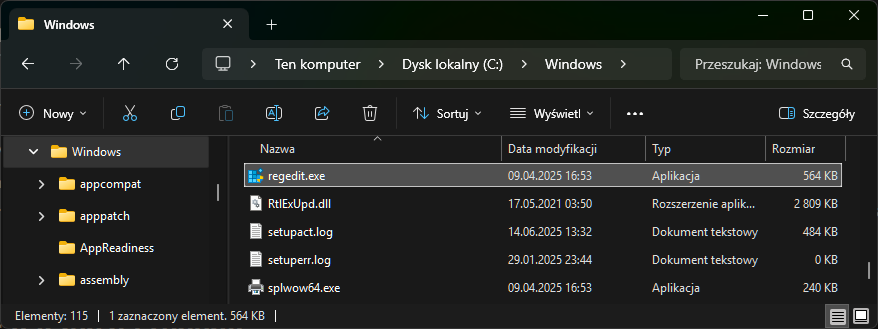 Windows
Ten komputer Dysk lokalny (C:) Windows Przeszukaj: Windows
Nowy Sortuj Wyświetl Szczegóły
Nazwa Data modyfikacji Typ Rozmiar
Windows
appcompat
apppatch
AppReadiness
assembly
regedit.exe 09.04.2025 16:53 Aplikacja 564 KB
RtlExUpd.dll 17.05.2021 03:50 Rozszerzenie aplik... 2 809 KB
setupact.log 14.06.2025 13:32 Dokument tekstowy 484 KB
setuperr.log 29.01.2025 23:44 Dokument tekstowy 0 KB
splwow64.exe 09.04.2025 16:53 Aplikacja 240 KB
Elementy: 115 1 zaznaczony element. 564 KB